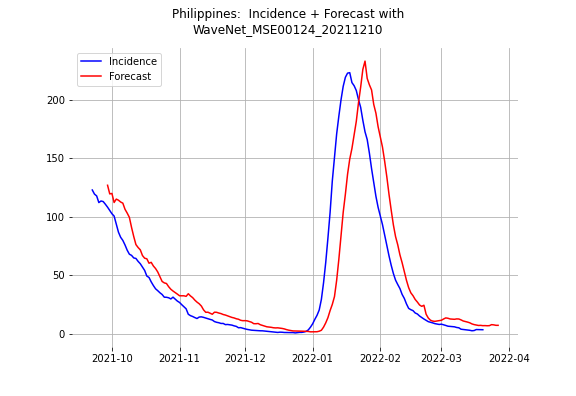 Philippines:  Incidence + Forecast with
WaveNet_MSE00124_20211210
Incidence
Forecast
200
150
100
50
0
2021-10 2021-11 2021-12 2022-01 2022-02 2022-03 2022-04